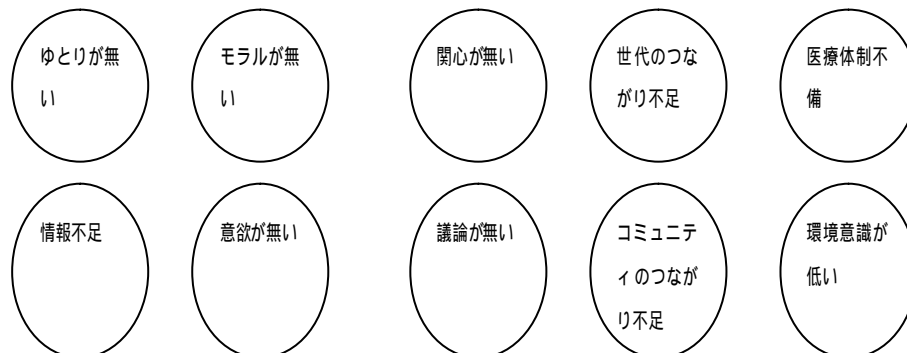 ゆとりが無
い
モラルが無
い
関心が無い
世代のつな
がり不足
医療体制不
備
情報不足
意欲が無い
議論が無い
コミュニテ
ィのつなが
り不足
環境意識が
低い